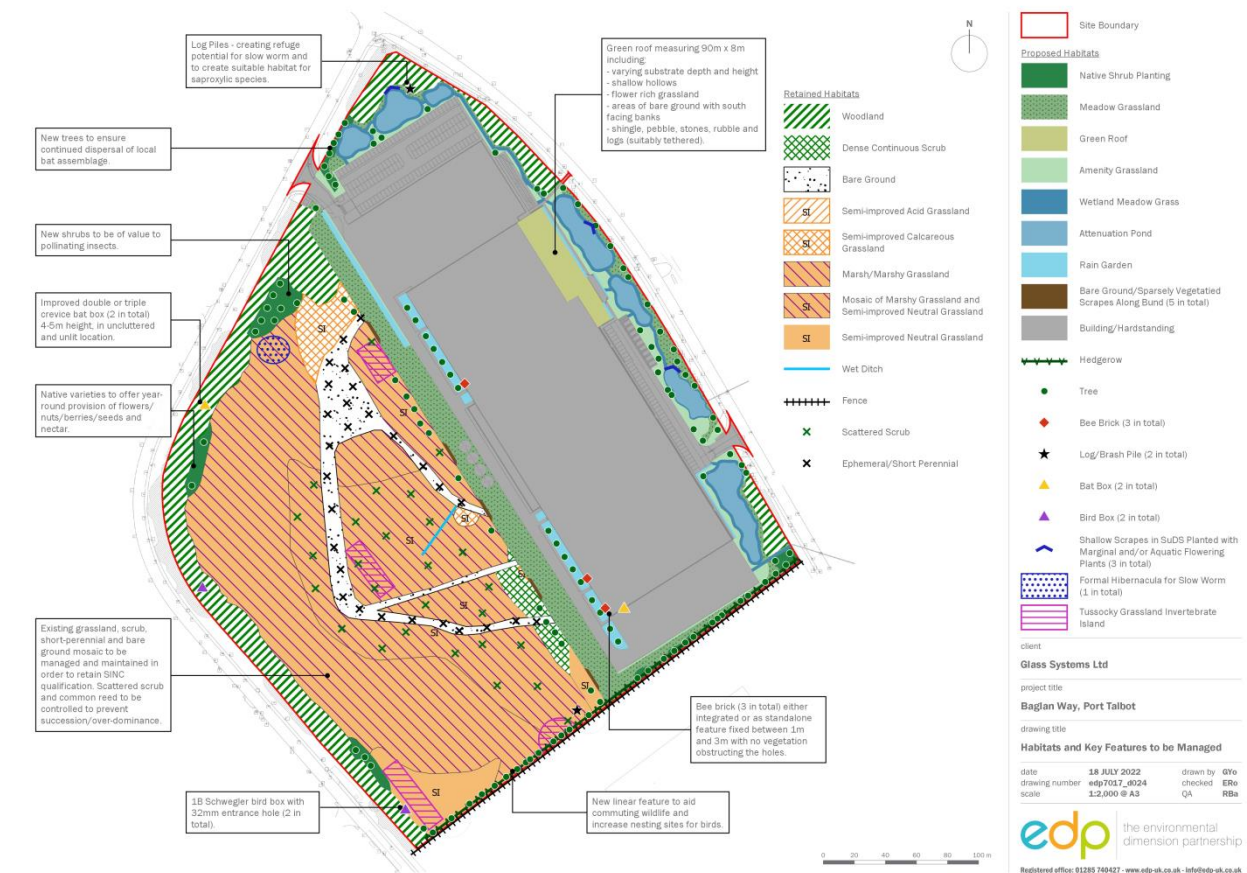 Log Piles - creating refuge
potential for slow worm and
to create suitable habitat for
saproxylic species.
New trees to ensure
continued dispersal of local
bat assemblage.
New shrubs to be of value to
pollinating insects.
Improved double or triple
crevice bat box (2 in total)
4-5m height, in uncluttered
and unlit location.
Native varieties to offer year-
round provision of flowers/
nuts/berries/seeds and
nectar.
Existing grassland, scrub,
short-perennial and bare
ground mosaic to be
managed and maintained in
order to retain SINC
qualification. Scattered scrub
and common reed to be
controlled to prevent
succession/over-dominance.
1B Schwegler bird box with
32mm entrance hole (2 in
total).
Green roof measuring 90m x 8m
including:
- varying substrate depth and height
- shallow hollows
- flower rich grassland
- areas of bare ground with south
facing banks
- shingle, pebble, stones, rubble and
logs (suitably tethered).
Bee brick (3 in total) either
integrated or as standalone
feature fixed between 1m
and 3m with no vegetation
obstructing the holes.
New linear feature to aid
commuting wildlife and
increase nesting sites for birds.
SI
SI
SI
SI
SI
SI
SI
SI
SI
SI
N
0 20 40 60 80 100 m
Retained Habitats
Woodland
Dense Continuous Scrub
Bare Ground
SI Semi-improved Acid Grassland
SI Semi-improved Calcareous
Grassland
Marsh/Marshy Grassland
SI Mosaic of Marshy Grassland and
Semi-improved Neutral Grassland
SI Semi-improved Neutral Grassland
Wet Ditch
Fence
Scattered Scrub
Ephemeral/Short Perennial
Site Boundary
Proposed Habitats
Native Shrub Planting
Meadow Grassland
Green Roof
Amenity Grassland
Wetland Meadow Grass
Attenuation Pond
Rain Garden
Bare Ground/Sparsely Vegetatied
Scrapes Along Bund (5 in total)
Building/Hardstanding
Hedgerow
Tree
Bee Brick (3 in total)
Log/Brash Pile (2 in total)
Bat Box (2 in total)
Bird Box (2 in total)
Shallow Scrapes in SuDS Planted with
Marginal and/or Aquatic Flowering
Plants (3 in total)
Formal Hibernacula for Slow Worm
(1 in total)
Tussocky Grassland Invertebrate
Island
client
Glass Systems Ltd
project title
Baglan Way, Port Talbot
drawing title
Habitats and Key Features to be Managed
date 18 JULY 2022 drawn by GYo
drawing number edp7017_d024 checked ERo
scale 1:2,000 @ A3 QA RBa
edp the environmental
dimension partnership
Registered office: 01285 740427 - www.edp-uk.co.uk - info@edp-uk.co.uk